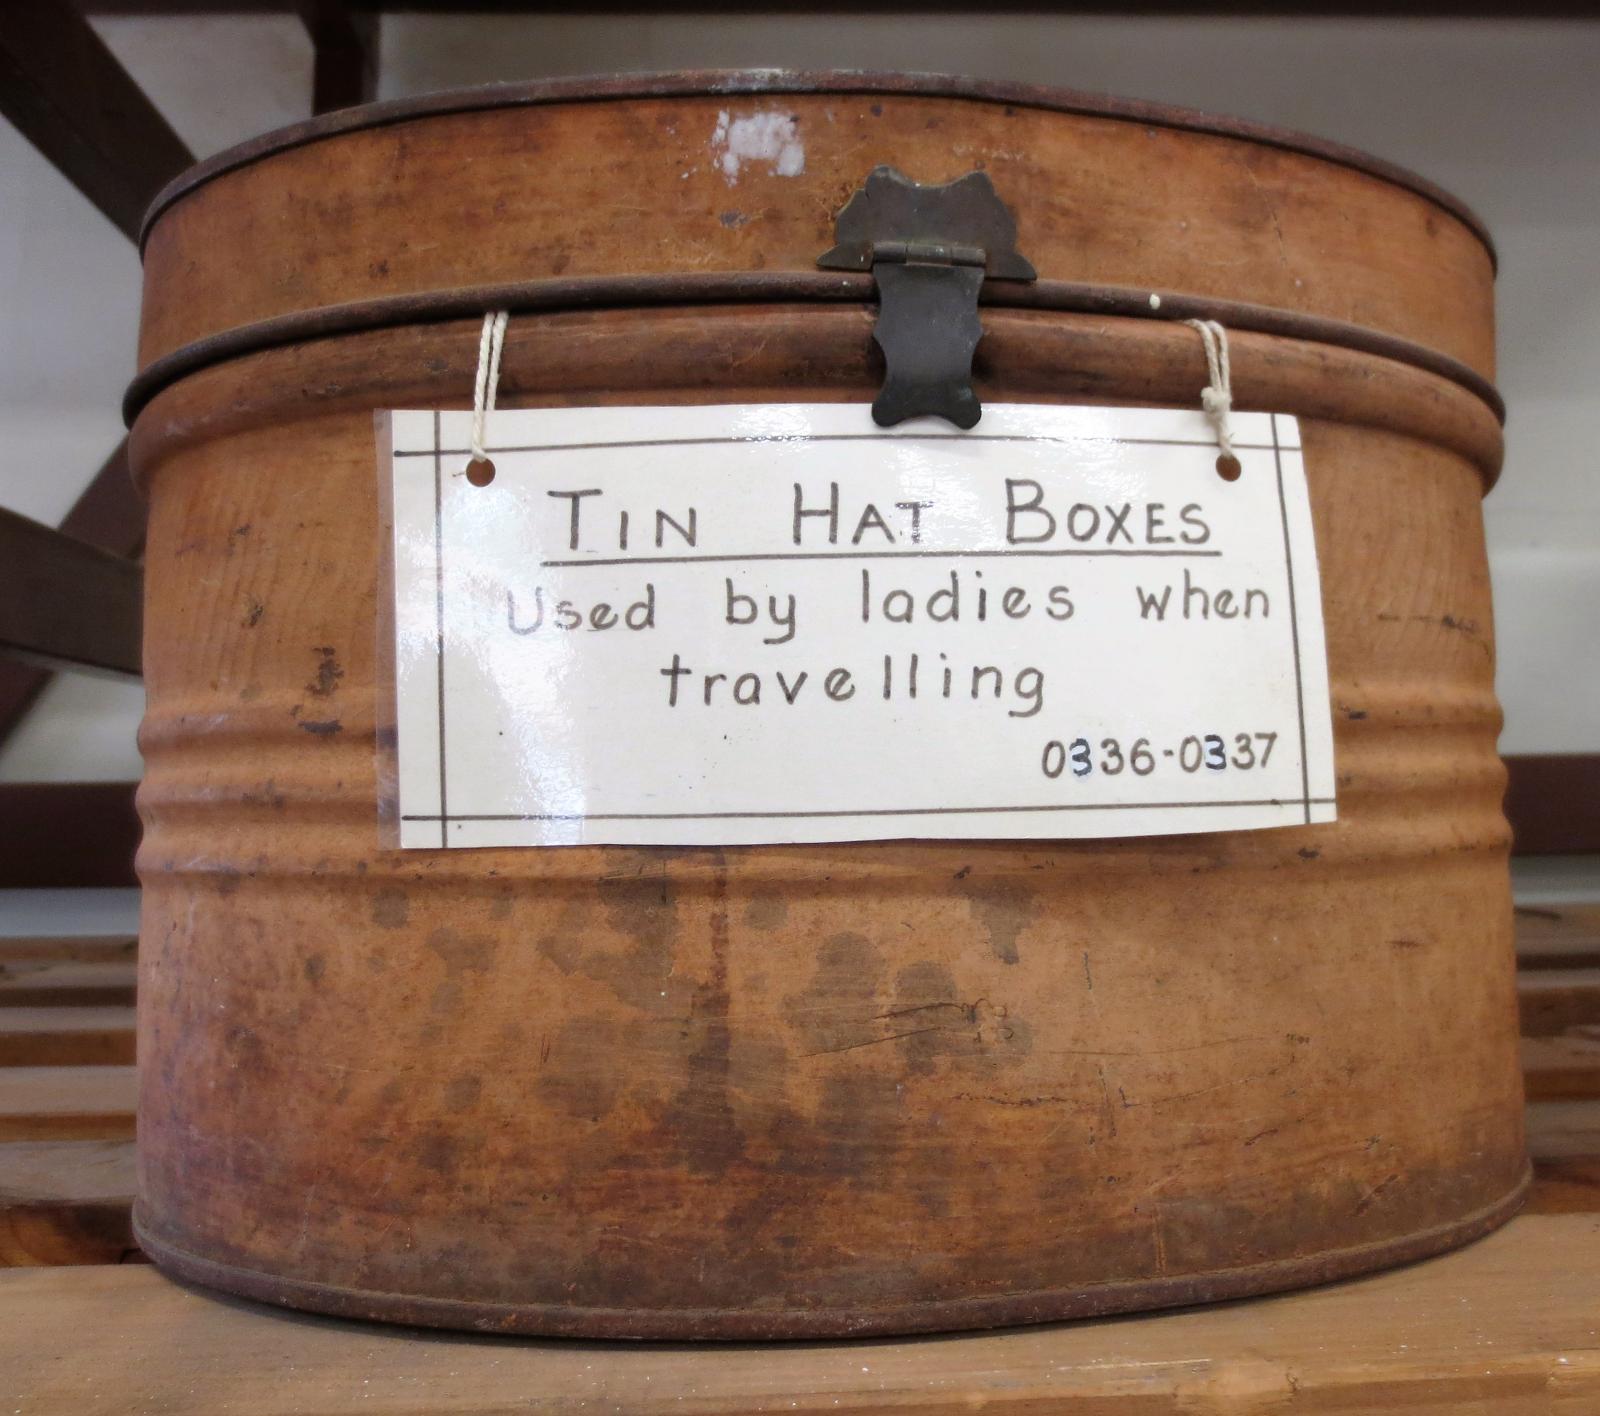 TIN HAT BOXES
Used by ladies when
travelling
0336-0337